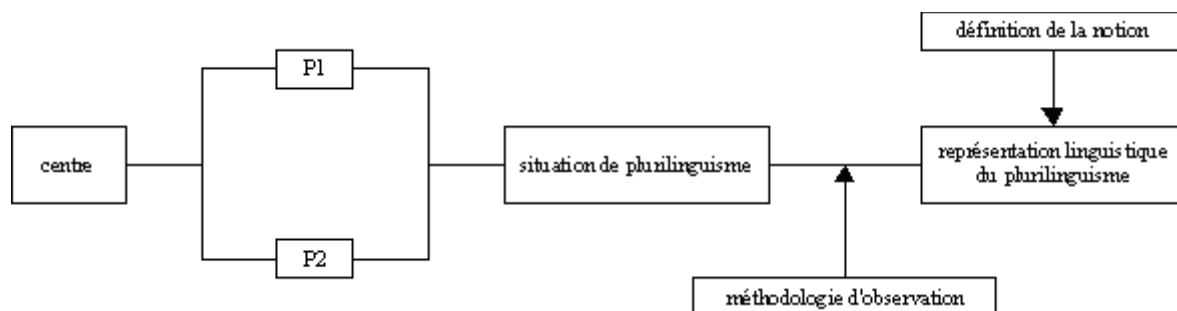 définition de la notion
P1
centre
situation de plurilinguisme
représentation linguistique
du plurilinguisme
P2
méthodologie d'observation